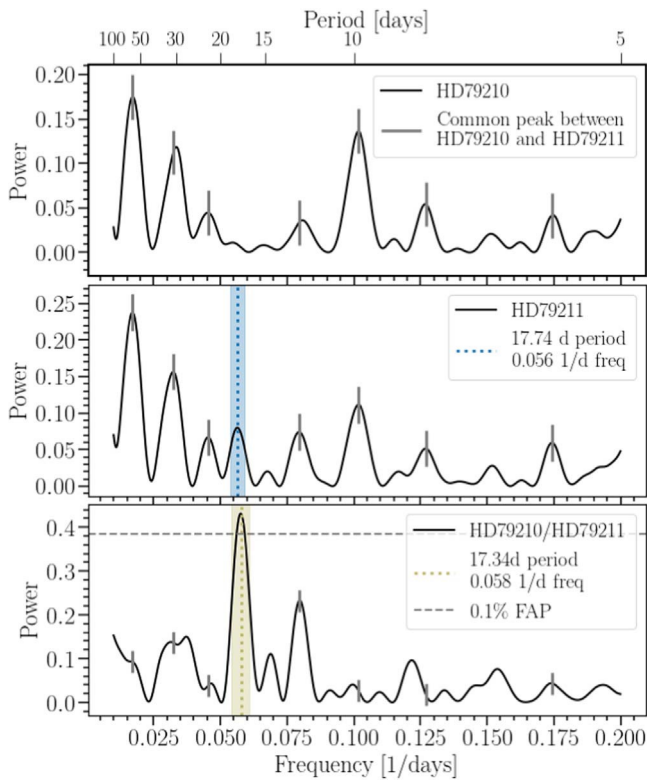 Period [days]
100 50 30 20 15 10 5
0.20
0.15
0.10
0.05
0.00
Power
HD79210
Common peak between
HD79210 and HD79211
0.25
0.20
0.15
0.10
0.05
0.00
Power
HD79211
17.74 d period
0.056 1/d freq
0.4
0.3
0.2
0.1
0.0
Power
HD79210/HD79211
17.34d period
0.058 1/d freq
0.1% FAP
0.025 0.050 0.075 0.100 0.125 0.150 0.175 0.200
Frequency [1/days]